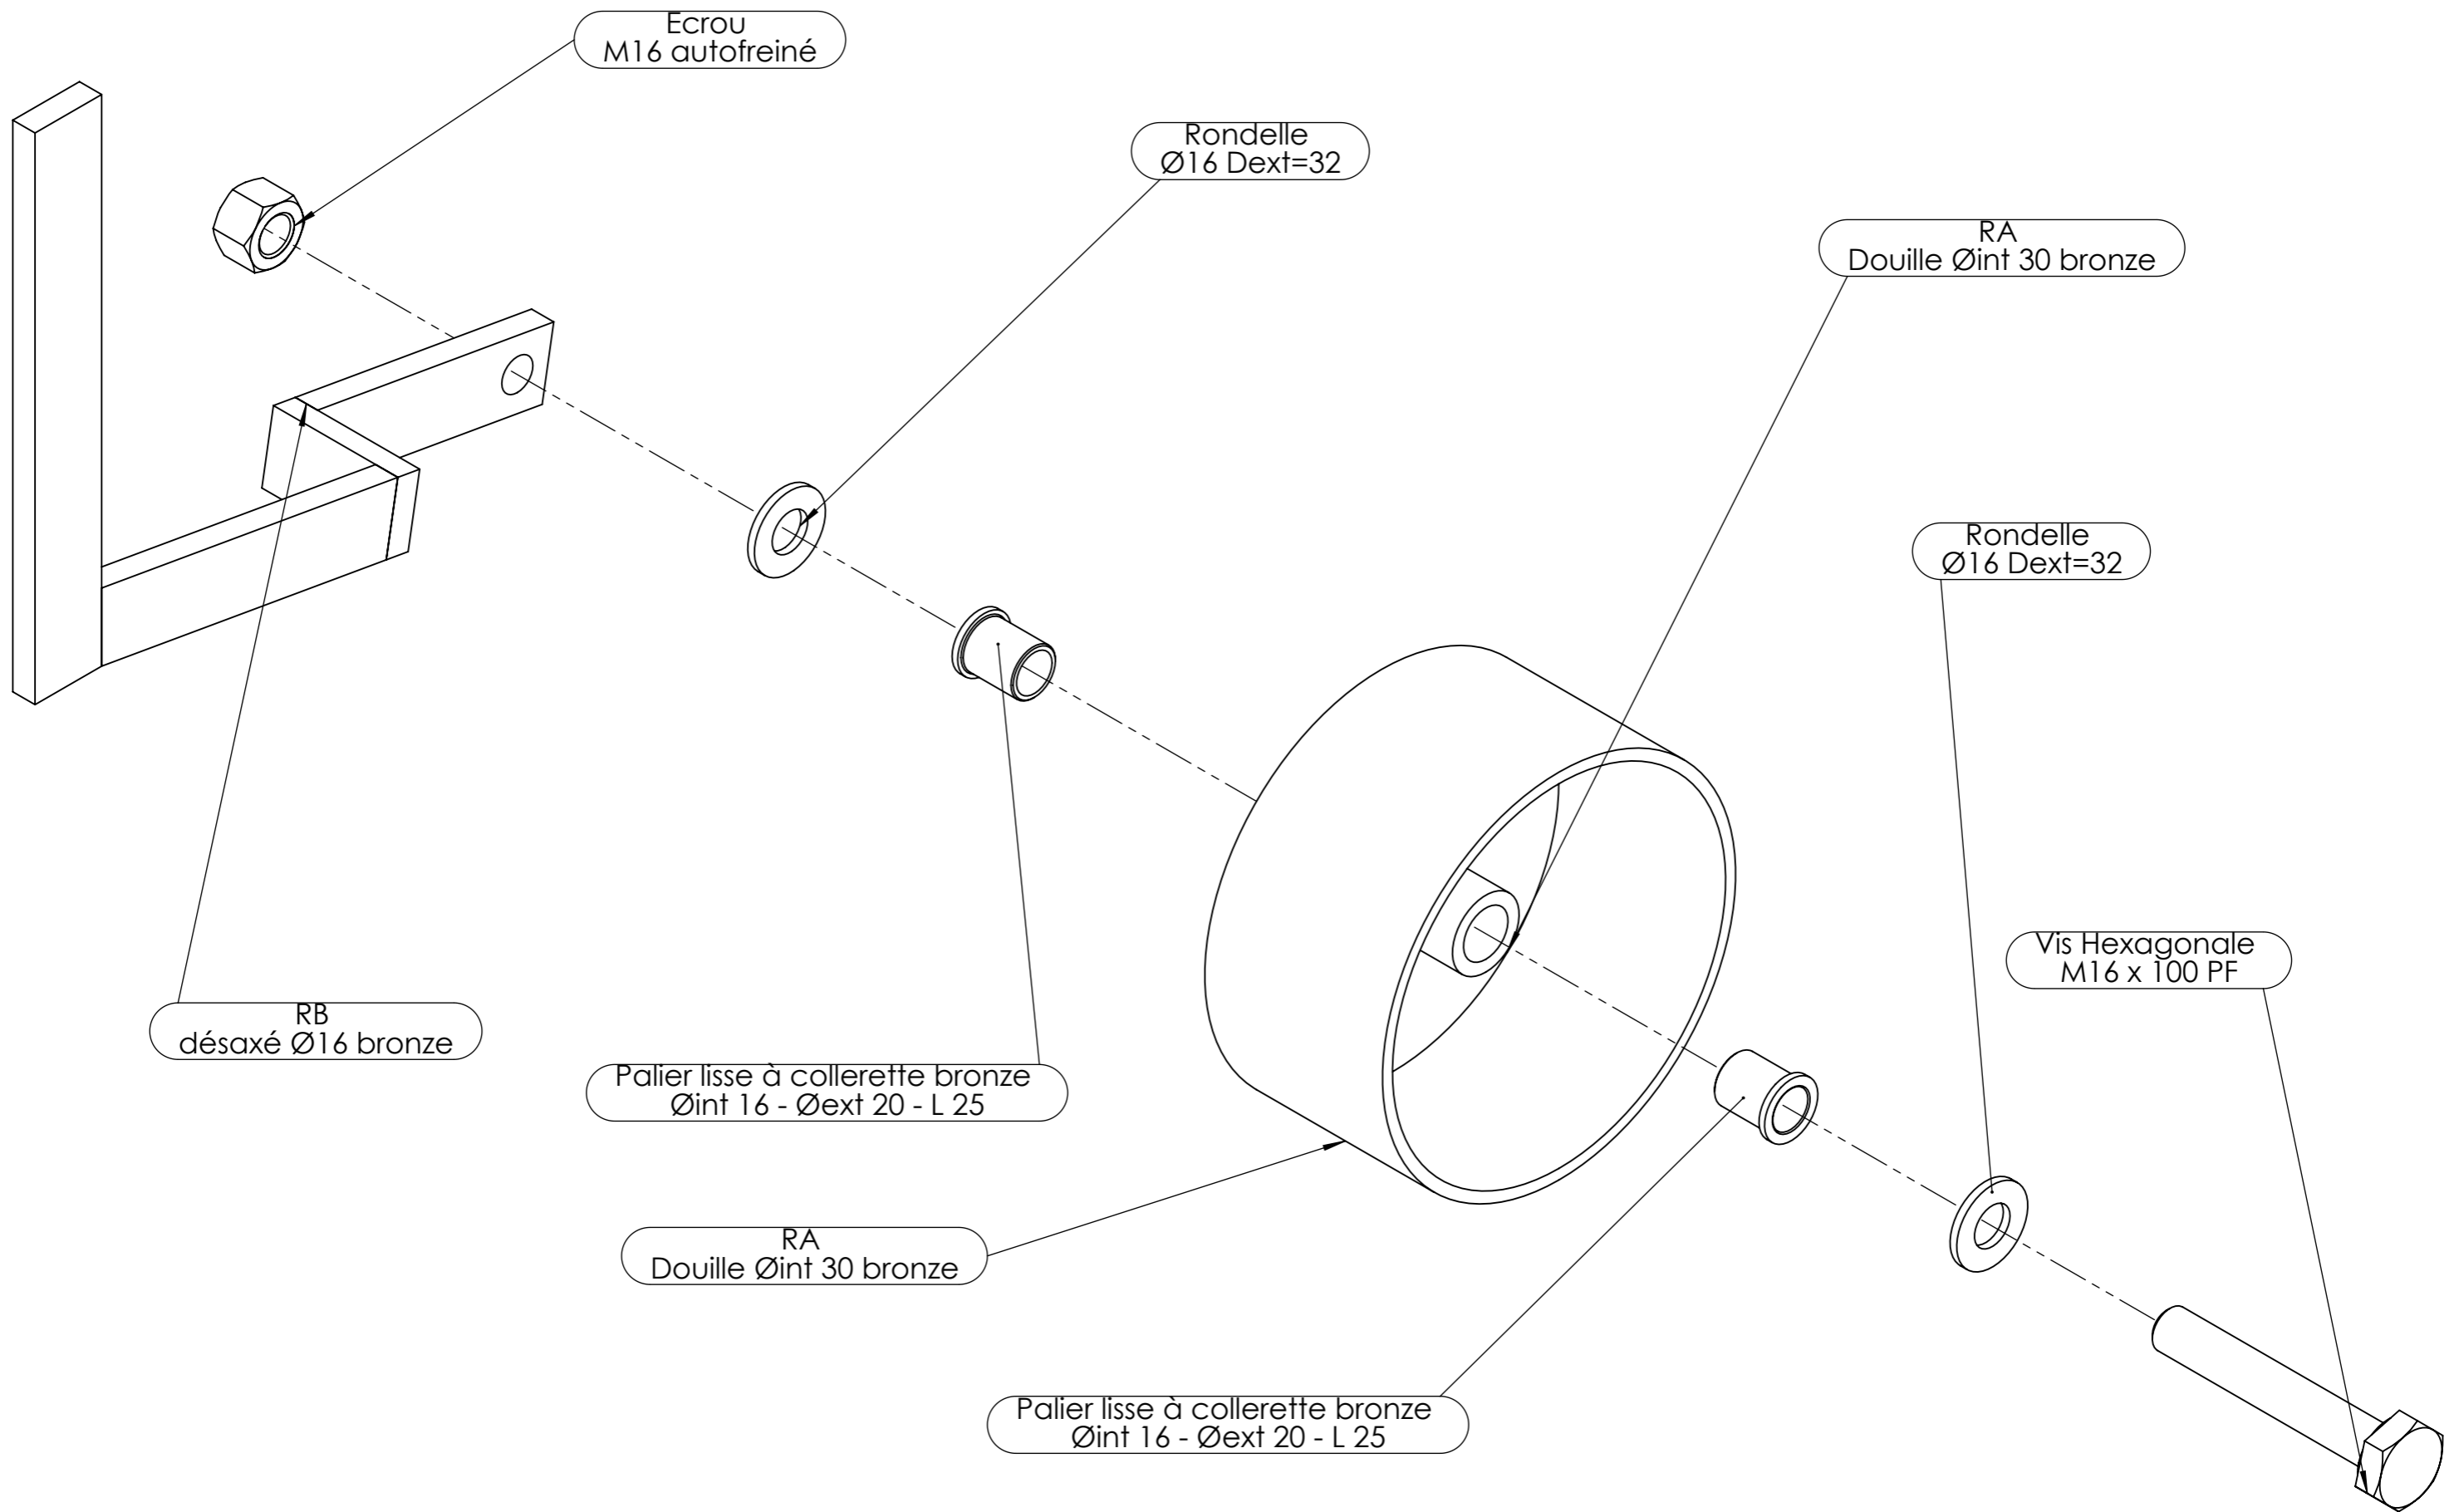 Ecrou
M16 autofreiné
Rondelle
Ø16 Dext=32
RA
Douille Øint 30 bronze
Rondelle
Ø16 Dext=32
Vis Hexagonale
M16 x 100 PF
RB
désaxé Ø16 bronze
Palier lisse à collerette bronze
Øint 16 - Øext 20 - L 25
RA
Douille Øint 30 bronze
Palier lisse à collerette bronze
Øint 16 - Øext 20 - L 25